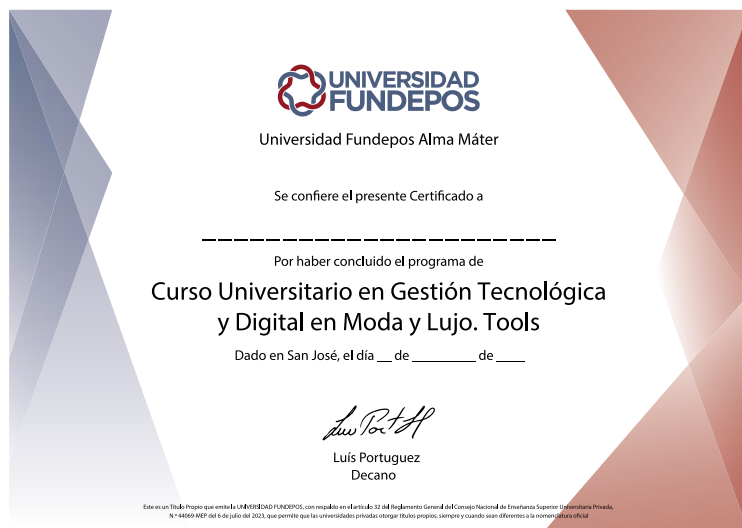 UNIVERSIDAD
FUNDEPOS
Universidad Fundepos Alma Máter
Se confiere el presente Certificado a
_ _ _ _ _ _ _ _ _ _ _ _ _ _ _ _ _ _ _ _ _ _
Por haber concluido el programa de
Curso Universitario en Gestión Tecnológica
y Digital en Moda y Lujo. Tools
Dado en San José, el día __ de ________ de ____
Luís Portuguez
Decano
Este es un Título Propio que emite la UNIVERSIDAD FUNDEPOS, con respaldo en el artículo 32 del Reglamento General del Consejo Nacional de Enseñanza Superior Universitaria Privada,
N.º 44069-MEP del 6 de julio del 2023, que permite que las universidades privadas otorgar títulos propios, siempre y cuando sean diferentes a la nomenclatura oficial